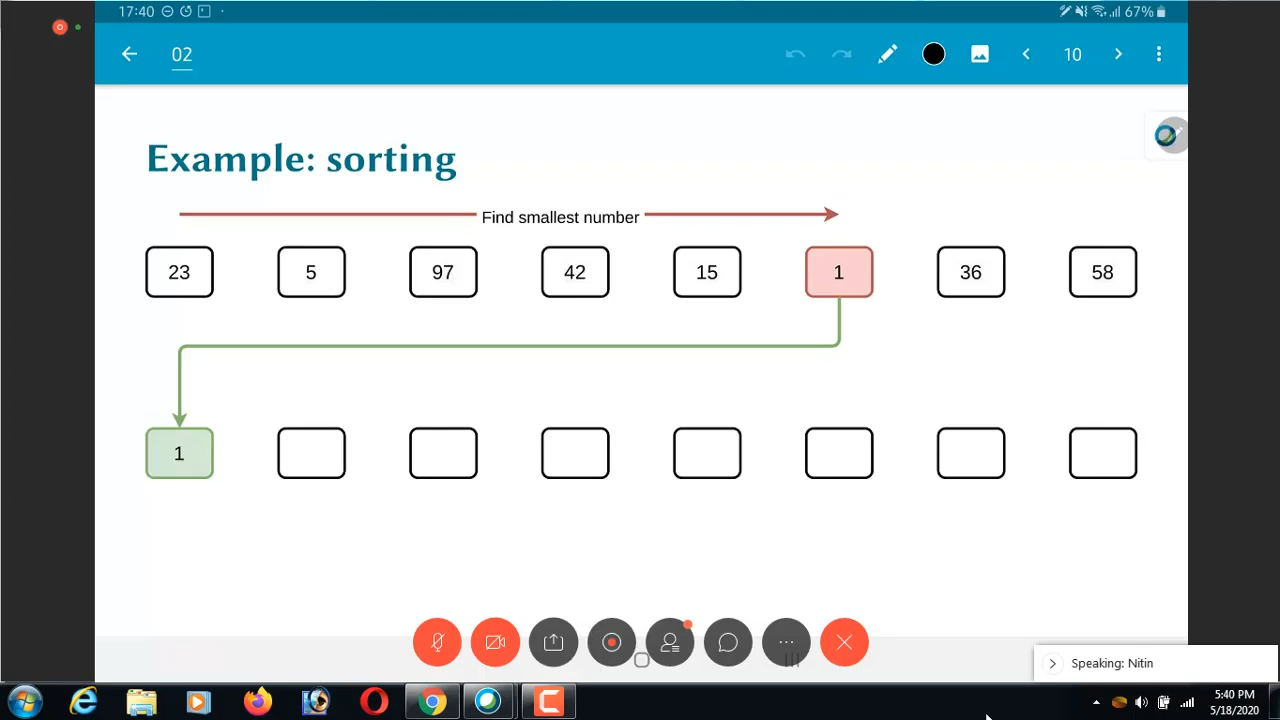 17:40 67%
02 10
Example: sorting
Find smallest number
23 5 97 42 15 1 36 58
1
Speaking: Nitin
5:40 PM
5/18/2020